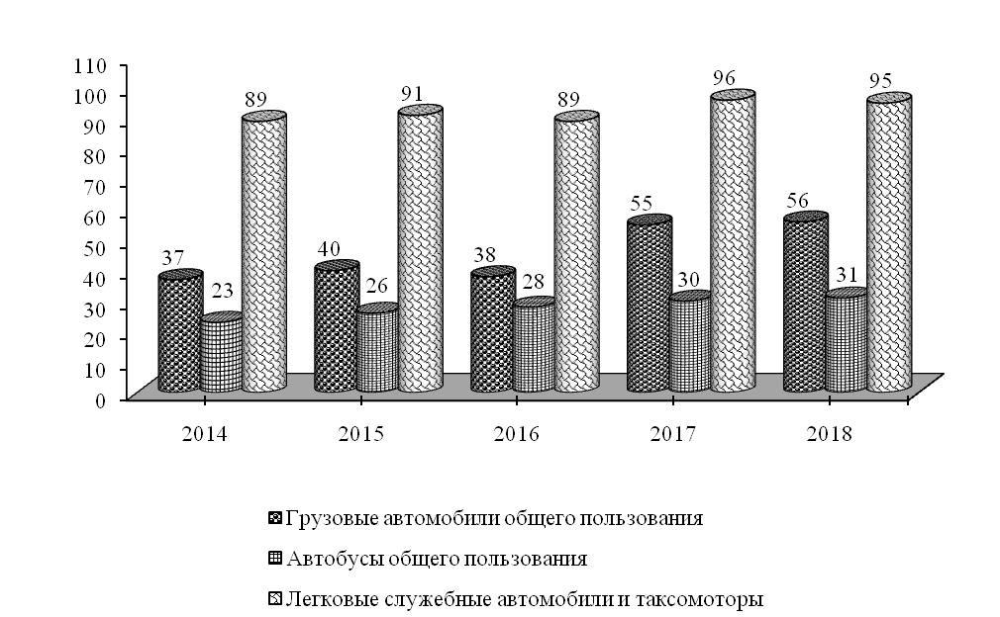 110
100
90
80
70
60
50
40
30
20
10
0
37 23 89 40 26 91 38 28 89 55 30 96 56 31 95
2014 2015 2016 2017 2018
Грузовые автомобили общего пользования
Автобусы общего пользования
Легковые служебные автомобили и таксомоторы